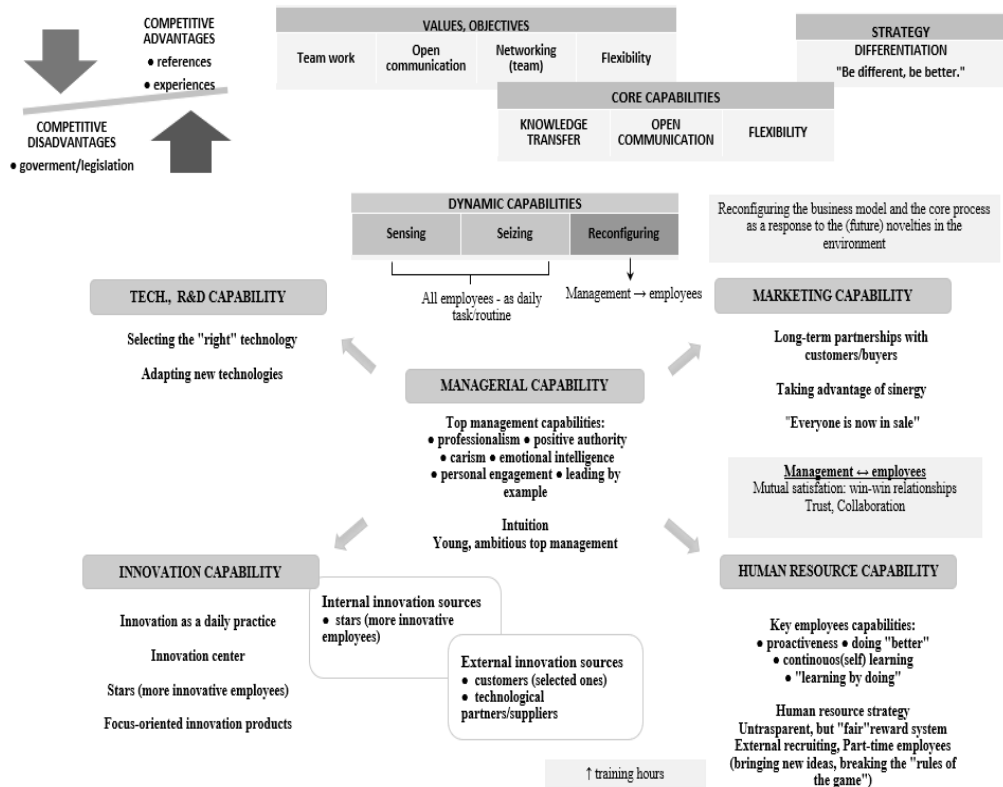 COMPETITIVE
ADVANTAGES
● references
● experiences
COMPETITIVE
DISADVANTAGES
● goverment/legislation
VALUES, OBJECTIVES
Team work
Open
communication
Networking
(team)
Flexibility
STRATEGY
DIFFERENTIATION
"Be different, be better."
CORE CAPABILITIES
KNOWLEDGE
TRANSFER
OPEN
COMMUNICATION
FLEXIBILITY
DYNAMIC CAPABILITIES
Sensing
Seizing
Reconfiguring
All employees - as daily
task/routine
Management → employees
Reconfiguring the business model and the core process
as a response to the (future) novelties in the
environment
TECH., R&D CAPABILITY
Selecting the "right" technology
Adapting new technologies
MARKETING CAPABILITY
Long-term partnerships with
customers/buyers
Taking advantage of sinergy
"Everyone is now in sale"
MANAGERIAL CAPABILITY
Top management capabilities:
● professionalism ● positive authority
● carism ● emotional intelligence
● personal engagement ● leading by
example
Intuition
Young, ambitious top management
Management ↔ employees
Mutual satisfaction: win-win relationships
Trust, Collaboration
INNOVATION CAPABILITY
Innovation as a daily practice
Innovation center
Stars (more innovative employees)
Focus-oriented innovation products
Internal innovation sources
● stars (more innovative
employees)
External innovation sources
● customers (selected ones)
● technological
partners/suppliers
HUMAN RESOURCE CAPABILITY
Key employees capabilities:
● proactiveness ● doing "better"
● continuos(self) learning
● "learning by doing"
Human resource strategy
Untrasparent, but "fair"reward system
External recruiting, Part-time employees
(bringing new ideas, breaking the "rules of
the game")
↑ training hours